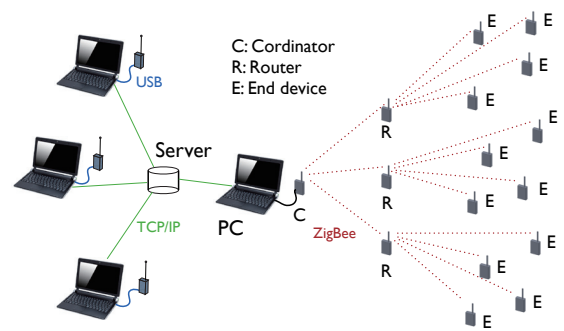 C: Cordinator
R: Router
E: End device
USB
Server
TCP/IP
PC
C
ZigBee
R
R
R
E
E
E
E
E
E
E
E
E
E
E
E